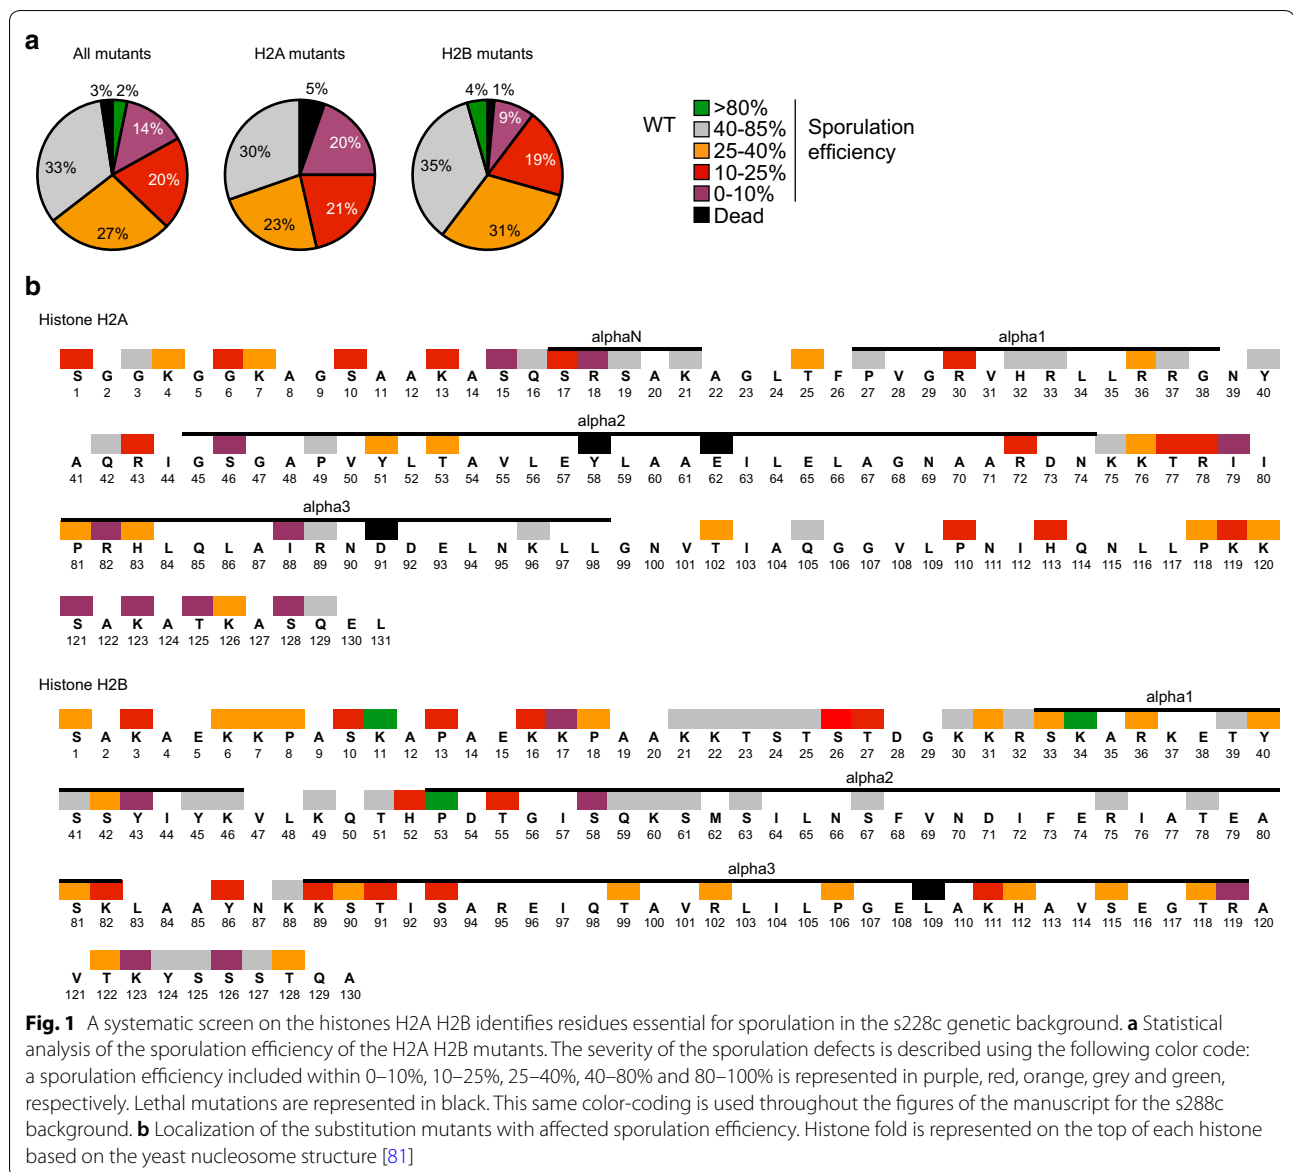 a
All mutants H2A mutants H2B mutants
3% 2% 14% 20% 27% 33%
5% 20% 21% 23% 30%
4% 1% 9% 19% 31% 35%
WT
>80%
40-85%
25-40%
10-25%
0-10%
Dead
Sporulation
efficiency
b
Histone H2A
alphaN alpha1
S G G K G G K A G S A A K A S Q S R S A K A G L T F P V G R V H R L L R R G N Y
1 2 3 4 5 6 7 8 9 10 11 12 13 14 15 16 17 18 19 20 21 22 23 24 25 26 27 28 29 30 31 32 33 34 35 36 37 38 39 40
alpha2
A Q R I G S G A P V Y L T A V L E Y L A A E I L E L A G N A A R D N K K T R I I
41 42 43 44 45 46 47 48 49 50 51 52 53 54 55 56 57 58 59 60 61 62 63 64 65 66 67 68 69 70 71 72 73 74 75 76 77 78 79 80
alpha3
P R H L Q L A I R N D D E L N K L L G N V T I A Q G G V L P N I H Q N L L P K K
81 82 83 84 85 86 87 88 89 90 91 92 93 94 95 96 97 98 99 100 101 102 103 104 105 106 107 108 109 110 111 112 113 114 115 116 117 118 119 120
S A K A T K A S Q E L
121 122 123 124 125 126 127 128 129 130 131
Histone H2B
alpha1
S A K A E K K P A S K A P A E K K P A A K K T S T S T D G K K R S K A R K E T Y
1 2 3 4 5 6 7 8 9 10 11 12 13 14 15 16 17 18 19 20 21 22 23 24 25 26 27 28 29 30 31 32 33 34 35 36 37 38 39 40
alpha2
S S Y I Y K V L K Q T H P D T G I S Q K S M S I L N S F V N D I F E R I A T E A
41 42 43 44 45 46 47 48 49 50 51 52 53 54 55 56 57 58 59 60 61 62 63 64 65 66 67 68 69 70 71 72 73 74 75 76 77 78 79 80
alpha3
S K L A A Y N K K S T I S A R E I Q T A V R L I L P G E L A K H A V S E G T R A
81 82 83 84 85 86 87 88 89 90 91 92 93 94 95 96 97 98 99 100 101 102 103 104 105 106 107 108 109 110 111 112 113 114 115 116 117 118 119 120
V T K Y S S S T Q A
121 122 123 124 125 126 127 128 129 130
Fig. 1 A systematic screen on the histones H2A H2B identifies residues essential for sporulation in the s228c genetic background. a Statistical
analysis of the sporulation efficiency of the H2A H2B mutants. The severity of the sporulation defects is described using the following color code:
a sporulation efficiency included within 0–10%, 10–25%, 25–40%, 40–80% and 80–100% is represented in purple, red, orange, grey and green,
respectively. Lethal mutations are represented in black. This same color-coding is used throughout the figures of the manuscript for the s288c
background. b Localization of the substitution mutants with affected sporulation efficiency. Histone fold is represented on the top of each histone
based on the yeast nucleosome structure [81]